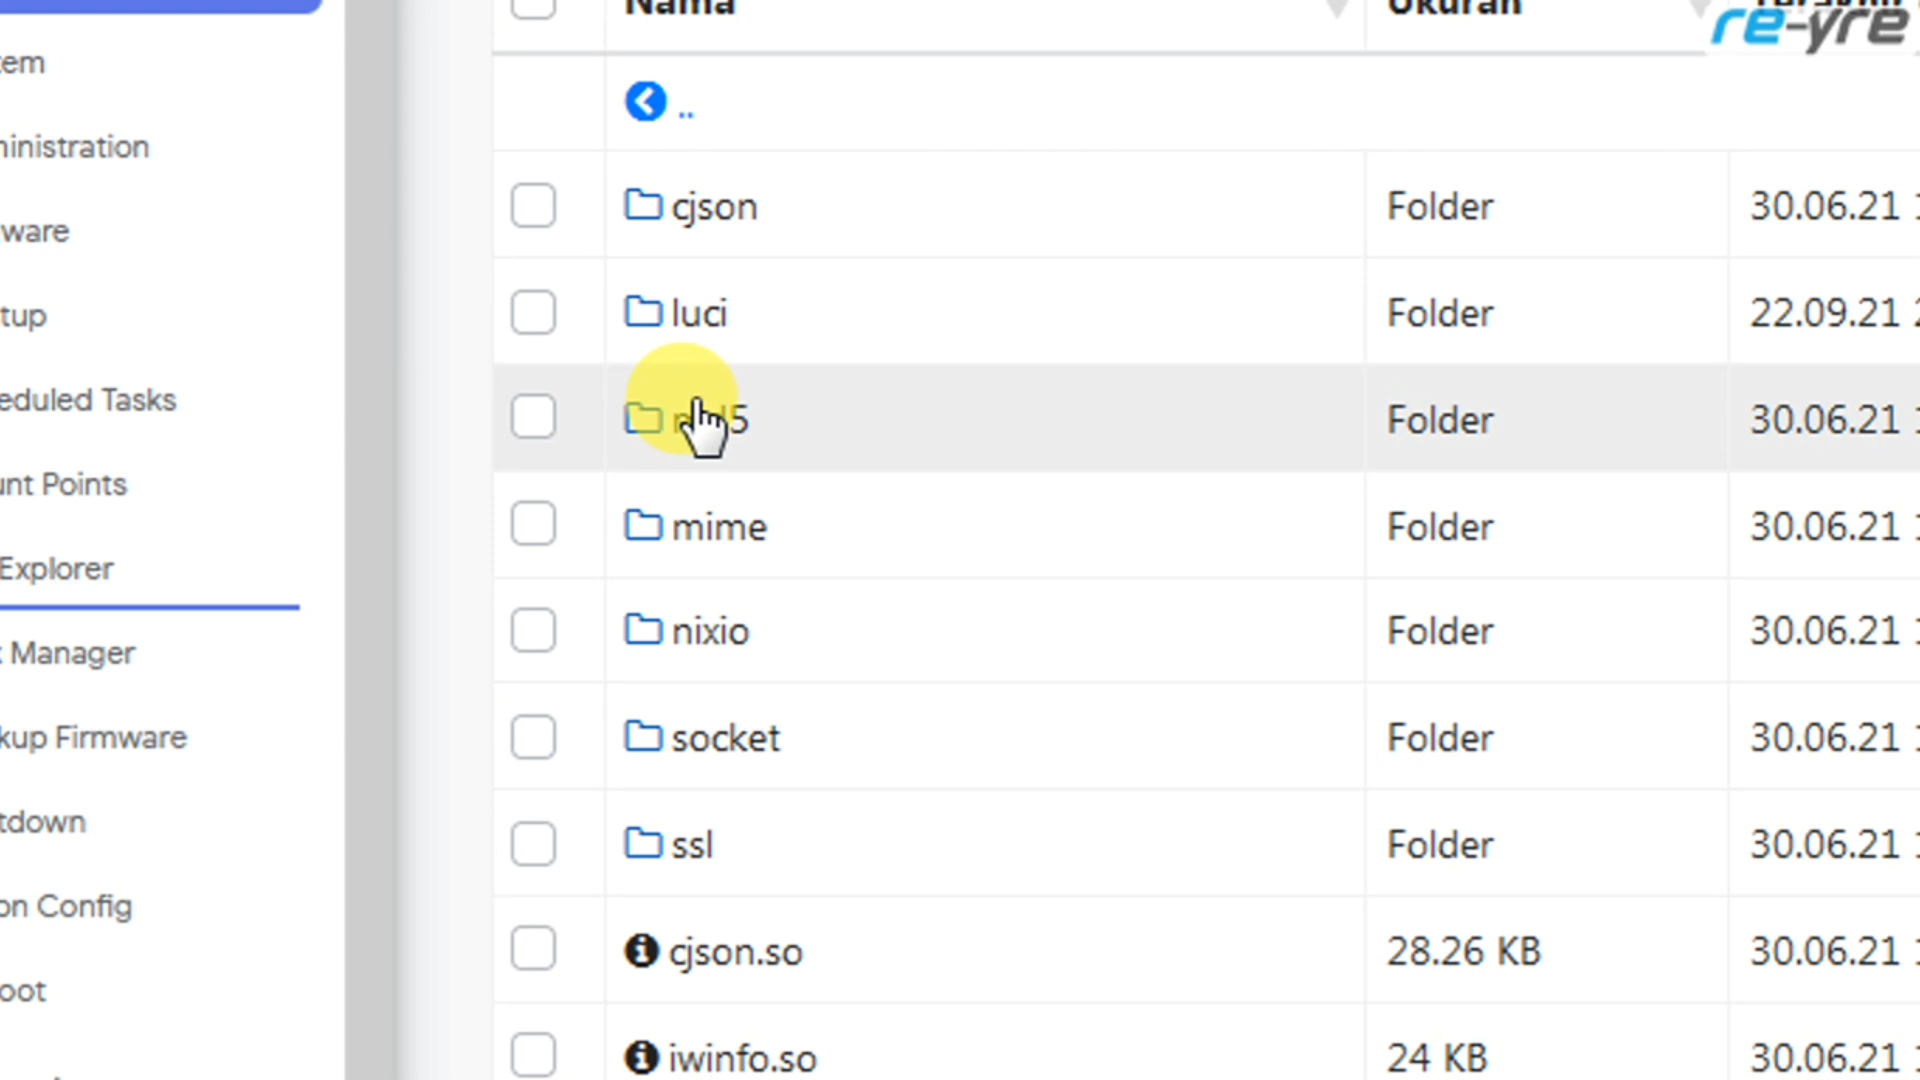 Nama Ukuran
re-yre
tem
ninistration
ware
tup
eduled Tasks
unt Points
Explorer
Manager
kup Firmware
tdown
on Config
oot
..
cjson Folder 30.06.21
luci Folder 22.09.21
Folder 30.06.21
mime Folder 30.06.21
nixio Folder 30.06.21
socket Folder 30.06.21
ssl Folder 30.06.21
cjson.so 28.26 KB 30.06.21
iwinfo.so 24 KB 30.06.21